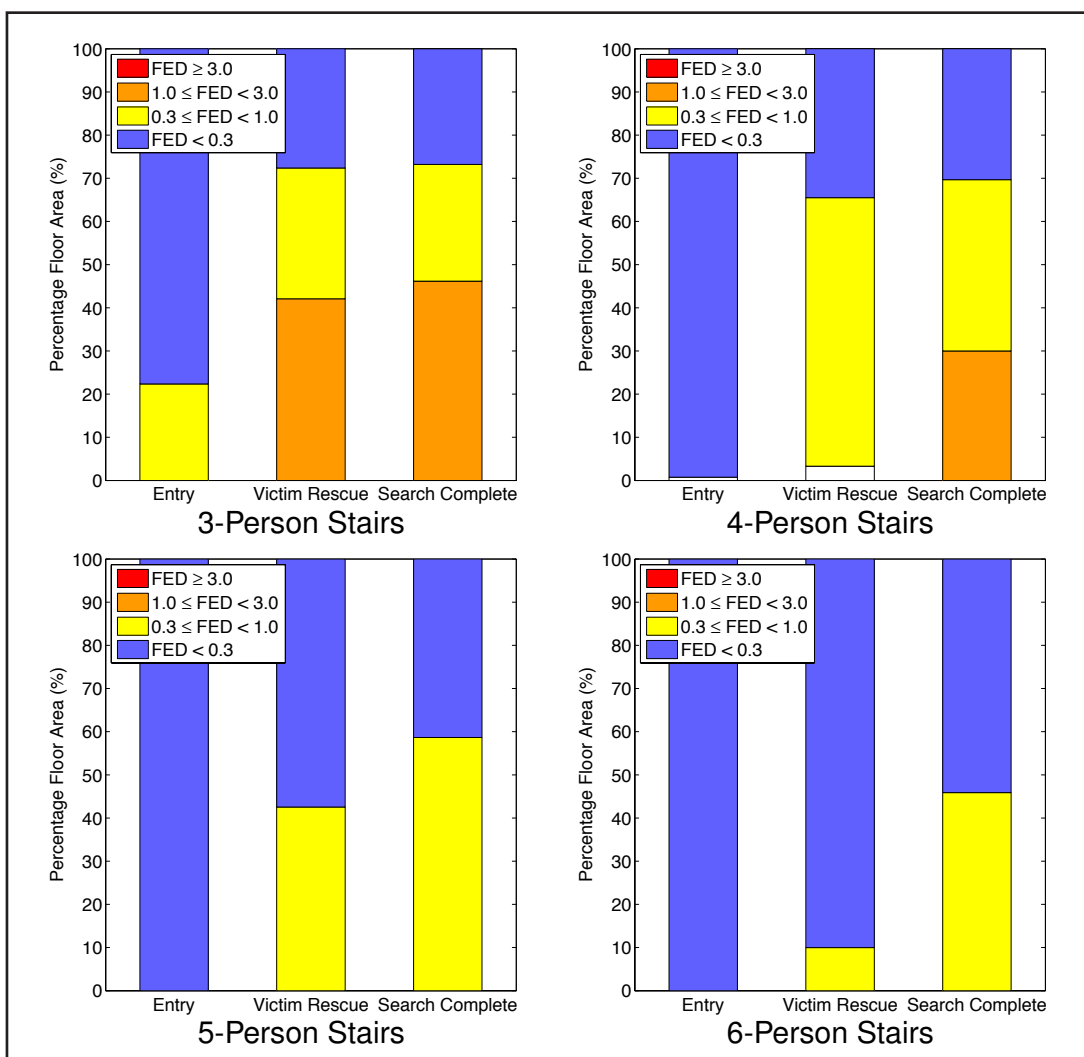 100
90
80
70
60
50
40
30
20
10
0
Percentage Floor Area (%)
FED ≥ 3.0
1.0 ≤ FED < 3.0
0.3 ≤ FED < 1.0
FED < 0.3
Entry Victim Rescue Search Complete
3-Person Stairs
100
90
80
70
60
50
40
30
20
10
0
Percentage Floor Area (%)
FED ≥ 3.0
1.0 ≤ FED < 3.0
0.3 ≤ FED < 1.0
FED < 0.3
Entry Victim Rescue Search Complete
4-Person Stairs
100
90
80
70
60
50
40
30
20
10
0
Percentage Floor Area (%)
FED ≥ 3.0
1.0 ≤ FED < 3.0
0.3 ≤ FED < 1.0
FED < 0.3
Entry Victim Rescue Search Complete
5-Person Stairs
100
90
80
70
60
50
40
30
20
10
0
Percentage Floor Area (%)
FED ≥ 3.0
1.0 ≤ FED < 3.0
0.3 ≤ FED < 1.0
FED < 0.3
Entry Victim Rescue Search Complete
6-Person Stairs